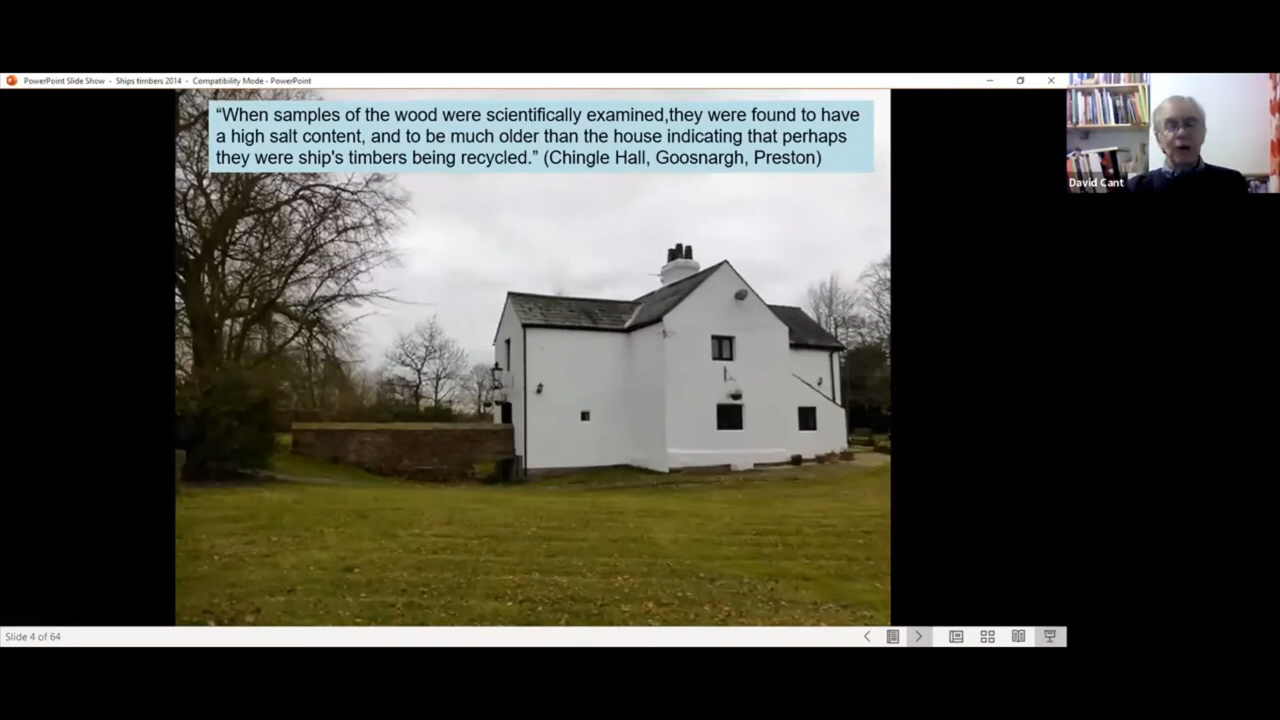 PowerPoint Slide Show - Ships timbers 2014 - Compatibility Mode - PowerPoint
“When samples of the wood were scientifically examined,they were found to have
a high salt content, and to be much older than the house indicating that perhaps
they were ship's timbers being recycled.” (Chingle Hall, Goosnargh, Preston)
David Cant
Slide 4 of 64